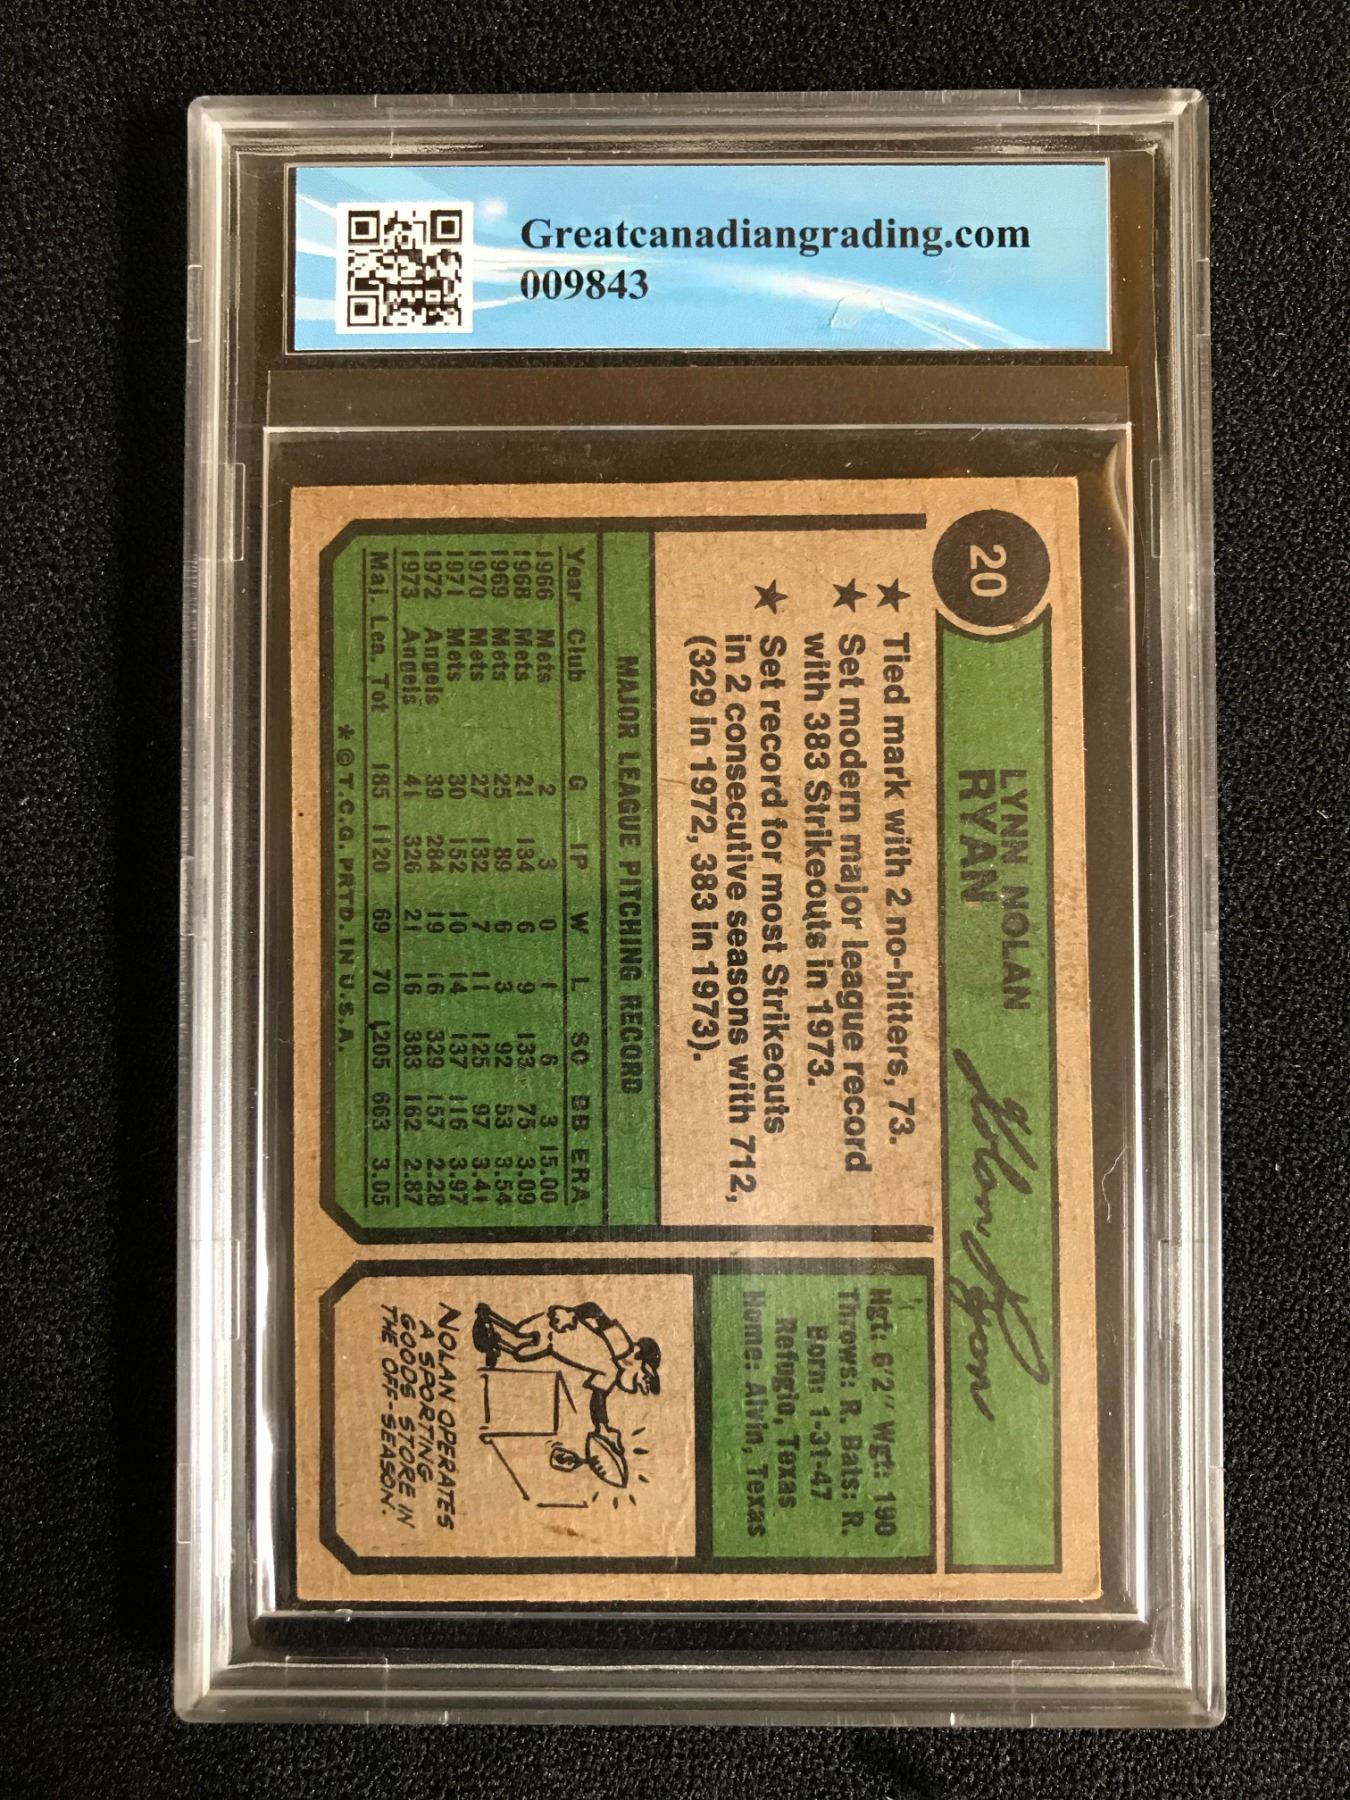 Greatcanadiangrading.com
009843
20
LYNN NOLAN
RYAN
Nolan Ryan
★ Tied mark with 2 no-hitters, 73.
★ Set modern major league record
with 383 Strikeouts in 1973.
★ Set record for most Strikeouts
in 2 consecutive seasons with 712,
(329 in 1972, 383 in 1973).
Hgt: 6'2" Wgt: 190
Throws: R. Bats: R.
Born: 1-31-47
Refugio, Texas
Home: Alvin, Texas
MAJOR LEAGUE PITCHING RECORD
Year Club G IP W L SO BB ERA
1966 Mets 2 3 0 1 6 3 15.00
1968 Mets 21 134 6 9 133 75 3.09
1969 Mets 25 89 6 3 92 53 3.54
1970 Mets 27 132 7 11 125 97 3.41
1971 Mets 30 152 10 14 137 116 3.97
1972 Angels 39 284 19 16 329 157 2.28
1973 Angels 41 326 21 16 383 162 2.87
Maj. Lea. Tot 185 1120 69 70 1205 663 3.05
*©T.C.G. PRTD. IN U.S.A.
$
NOLAN OPERATES
A SPORTING
GOODS STORE IN
THE OFF-SEASON.